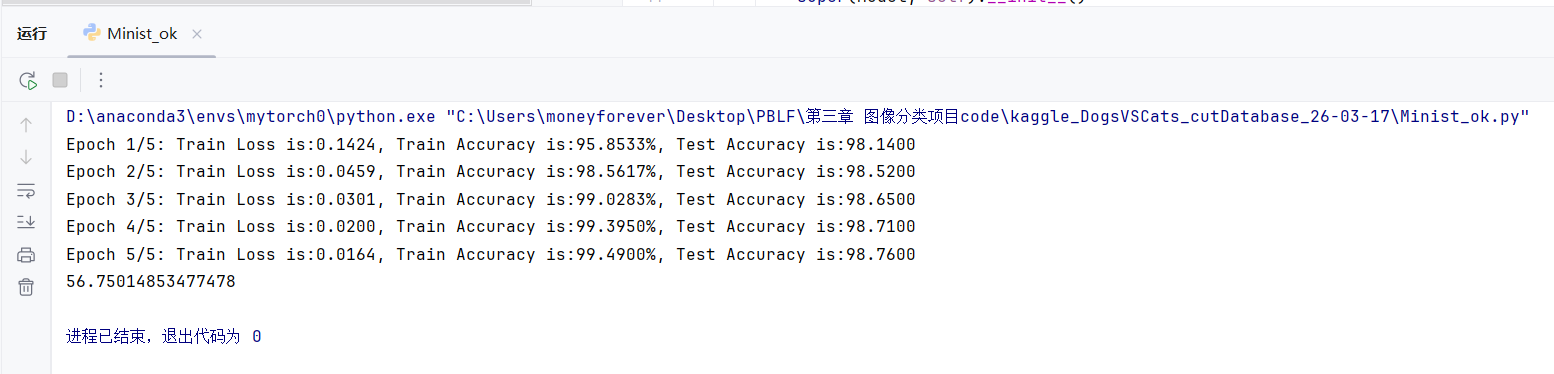 运行
Minist_ok
D:\anaconda3\envs\mytorch0\python.exe "C:\Users\moneyforever\Desktop\PBLF\第三章 图像分类项目code\kaggle_DogsVSCats_cutDatabase_26-03-17\Minist_ok.py"
Epoch 1/5: Train Loss is:0.1424, Train Accuracy is:95.8533%, Test Accuracy is:98.1400
Epoch 2/5: Train Loss is:0.0459, Train Accuracy is:98.5617%, Test Accuracy is:98.5200
Epoch 3/5: Train Loss is:0.0301, Train Accuracy is:99.0283%, Test Accuracy is:98.6500
Epoch 4/5: Train Loss is:0.0200, Train Accuracy is:99.3950%, Test Accuracy is:98.7100
Epoch 5/5: Train Loss is:0.0164, Train Accuracy is:99.4900%, Test Accuracy is:98.7600
56.75014853477478
进程已结束，退出代码为 0